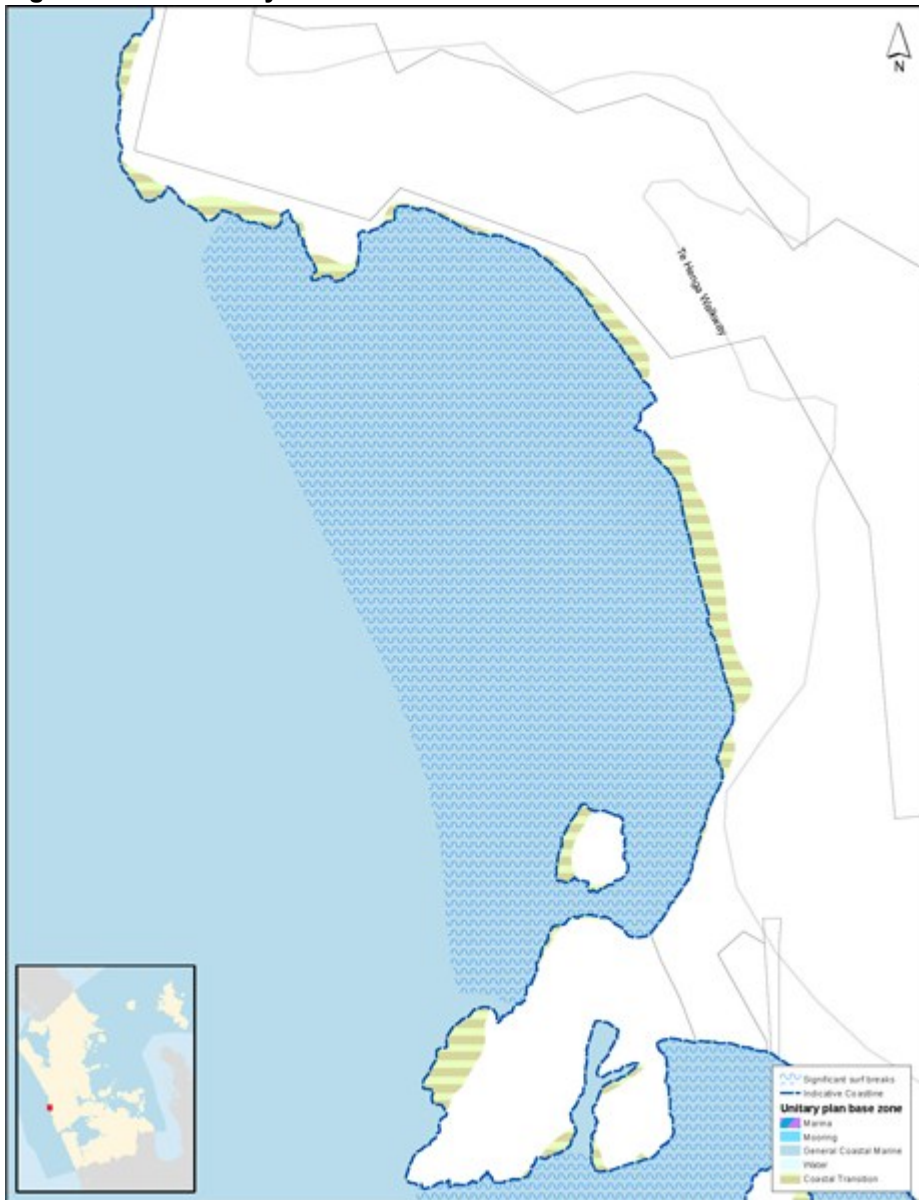 N
Te Henga Walkway
Significant surf breaks
Indicative Coastline
Unitary plan base zone
Marina
Mooring
General Coastal Marine
Water
Coastal Transition